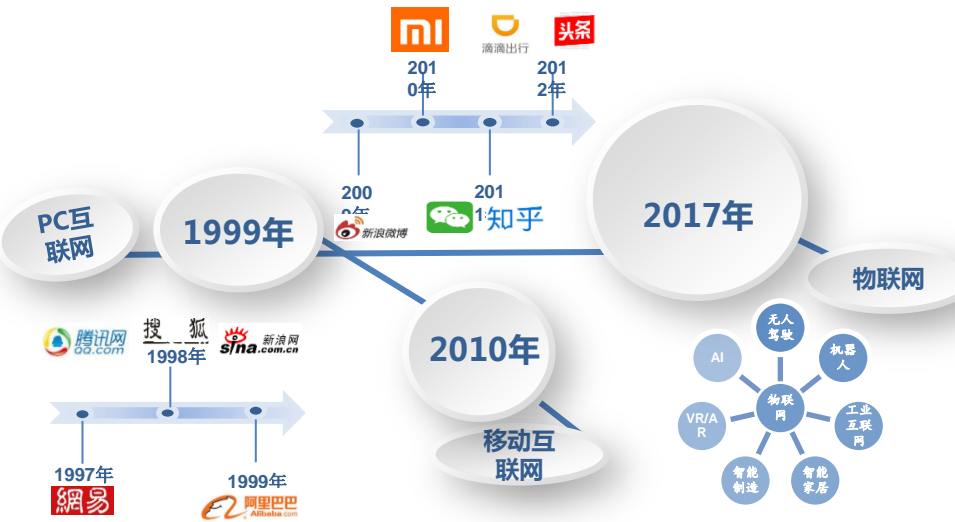 mi
滴滴出行
头条
201
0年
201
2年
200
9年
201
新浪微博
知乎
PC互
联网
1999年
2017年
物联网
2010年
移动互
联网
腾讯网
QQ.com
搜 狐
1998年
sina
新浪网
.com.cn
1997年
網易
1999年
阿里巴巴
Alibaba.com
无人
驾驶
AI
机器
人
物联
网
VR/A
R
工业
互联
网
智能
制造
智能
家居